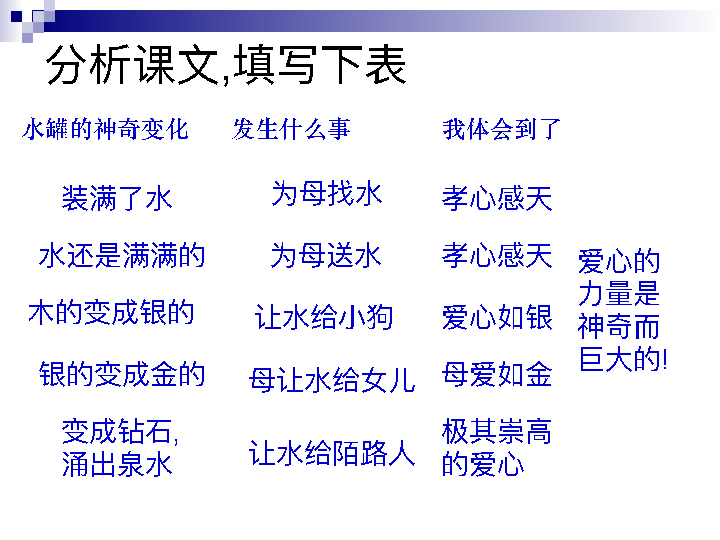 分析课文,填写下表
水罐的神奇变化 发生什么事 我体会到了
装满了水 为母找水 孝心感天
水还是满满的 为母送水 孝心感天
木的变成银的 让水给小狗 爱心如银
银的变成金的 母让水给女儿 母爱如金
变成钻石,
涌出泉水
让水给陌路人
极其崇高
的爱心
爱心的
力量是
神奇而
巨大的!